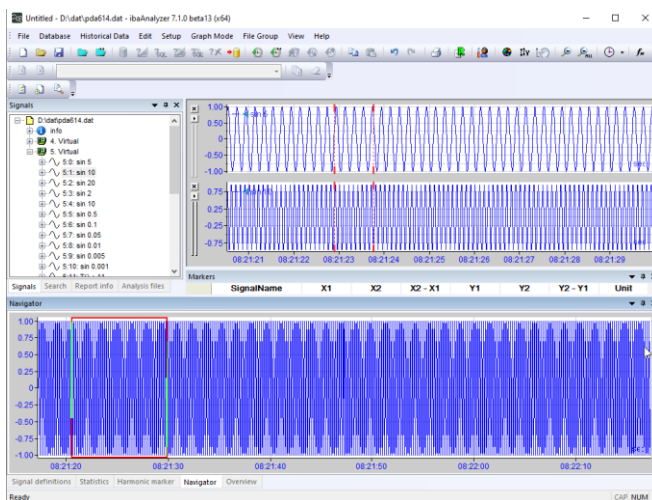 Untitled - D:\dat\pda614.dat - ibaAnalyzer 7.1.0 beta13 (x64)
File Database Historical Data Edit Setup Graph Mode File Group View Help
Signals
D:\dat\pda614.dat
info
4. Virtual
5. Virtual
5:0: sin 5
5:1: sin 10
5:2: sin 20
5:3: sin 2
5:4: sin 10
5:5: sin 0.5
5:6: sin 0.1
5:7: sin 0.05
5:8: sin 0.01
5:9: sin 0.005
5:10: sin 0.001
Signals Search Report info Analysis files
1.00
0.50
0
-0.50
-1.00
sec
0.75
0.25
-0.25
-0.75
08:21:21 08:21:22 08:21:23 08:21:24 08:21:25 08:21:26 08:21:27 08:21:28 08:21:29
Markers
SignalName X1 X2 X2 - X1 Y1 Y2 Y2 - Y1 Unit
Navigator
1.00
0.75
0.50
0.25
0
-0.25
-0.50
-0.75
-1.00
sec
08:21:20 08:21:30 08:21:40 08:21:50 08:22:00 08:22:10
Signal definitions Statistics Harmonic marker Navigator Overview
Ready CAP NUM